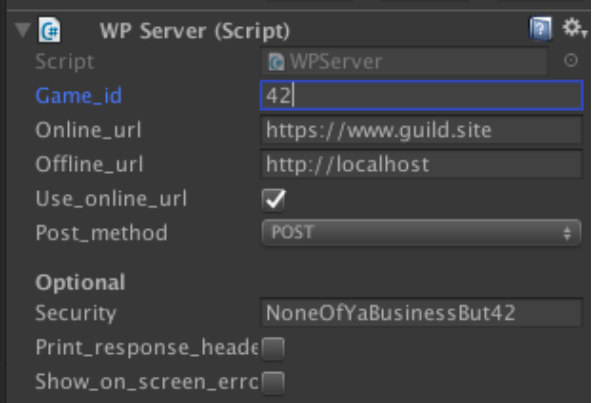 WP Server (Script)
Script WPServer
Game_id 42
Online_url https://www.guild.site
Offline_url http://localhost
Use_online_url
Post_method POST
Optional
Security NoneOfYaBusinessBut42
Print_response_heade
Show_on_screen_erro